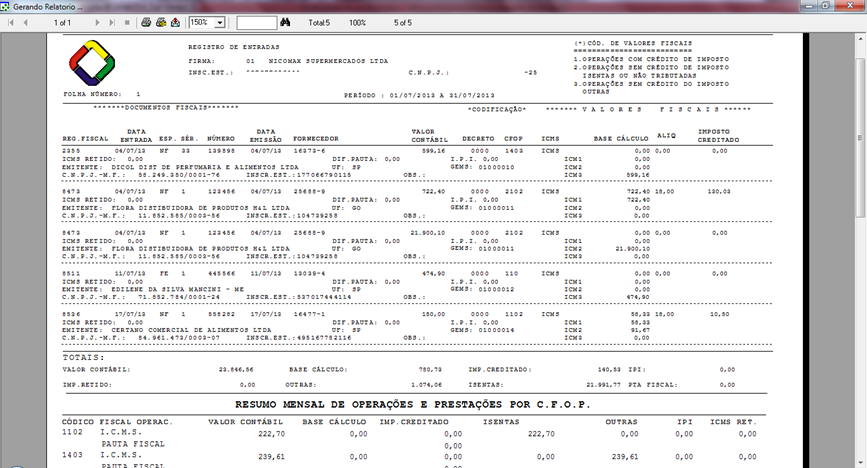 Gerando Relatorio ...
1 of 1 150% Total:5 100% 5 of 5
REGISTRO DE ENTRADAS
FIRMA: 01 NICOMAX SUPERMERCADOS LTDA
INSC.EST.: C.N.P.J.: -25
FOLHA NÚMERO: 1
PERÍODO : 01/07/2013 A 31/07/2013
(*)CÓD. DE VALORES FISCAIS
==========================
1.OPERAÇÕES COM CRÉDITO DE IMPOSTO
2.OPERAÇÕES SEM CRÉDITO DE IMPOSTO
ISENTAS OU NÃO TRIBUTADAS
3.OPERAÇÕES SEM CRÉDITO DE IMPOSTO
OUTRAS
*******DOCUMENTOS FISCAIS******* *CODIFICAÇÃO* ******* V A L O R E S F I S C A I S ******
REG.FISCAL DATA ENTRADA ESP. SÉR. NÚMERO DATA EMISSÃO FORNECEDOR VALOR CONTÁBIL DECRETO CFOP ICMS BASE CÁLCULO ALIQ IMPOSTO CREDITADO
2355 04/07/13 NF 33 139898 04/07/13 16373-6 599,16 0000 1403 ICMS 0,00 0,00 0,00
ICMS RETIDO: 0,00 DIF.PAUTA: 0,00 I.P.I. 0,00 ICM1 0,00
EMITENTE: DICOL DIST DE PERFUMARIA E ALIMENTOS LTDA UF: SP GEMS: 01000010 ICM2 0,00
C.N.P.J.-M.F.: 58.249.350/0001-76 INSCR.EST.:177066790115 OBS.: ICM3 599,16
8473 04/07/13 NF 1 123456 04/07/13 25688-9 722,40 0000 2102 ICMS 722,40 18,00 130,03
ICMS RETIDO: 0,00 DIF.PAUTA: 0,00 I.P.I. 0,00 ICM1 722,40
EMITENTE: FLORA DISTIBUIDORA DE PRODUTOS H&L LTDA UF: GO GEMS: 01000011 ICM2 0,00
C.N.P.J.-M.F.: 11.852.585/0003-56 INSCR.EST.:104739258 OBS.: ICM3 0,00
8473 04/07/13 NF 1 123456 04/07/13 25688-9 21.900,10 0000 2102 ICMS 0,00 0,00 0,00
ICMS RETIDO: 0,00 DIF.PAUTA: 0,00 I.P.I. 0,00 ICM1 0,00
EMITENTE: FLORA DISTIBUIDORA DE PRODUTOS H&L LTDA UF: GO GEMS: 01000011 ICM2 21.900,10
C.N.P.J.-M.F.: 11.852.585/0003-56 INSCR.EST.:104739258 OBS.: ICM3 0,00
8511 11/07/13 FE 1 445566 11/07/13 13039-4 474,90 0000 110 ICMS 0,00 0,00 0,00
ICMS RETIDO: 0,00 DIF.PAUTA: 0,00 I.P.I. 0,00 ICM1 0,00
EMITENTE: EDILENE DA SILVA MANCINI - ME UF: SP GEMS: 01000012 ICM2 0,00
C.N.P.J.-M.F.: 71.852.784/0001-24 INSCR.EST.:537017444114 OBS.: ICM3 474,90
8536 17/07/13 NF 1 558282 17/07/13 16477-1 150,00 0000 1102 ICMS 58,33 18,00 10,50
ICMS RETIDO: 0,00 DIF.PAUTA: 0,00 I.P.I. 0,00 ICM1 58,33
EMITENTE: CERTANO COMERCIAL DE ALIMENTOS LTDA UF: SP GEMS: 01000014 ICM2 91,67
C.N.P.J.-M.F.: 84.961.473/0003-07 INSCR.EST.:495167782116 OBS.: ICM3 0,00
TOTAIS:
VALOR CONTÁBIL: 23.846,56 BASE CÁLCULO: 780,73 IMP.CREDITADO: 140,53 IPI: 0,00
IMP.RETIDO: 0,00 OUTRAS: 1.074,06 ISENTAS: 21.991,77 PTA FISCAL: 0,00
RESUMO MENSAL DE OPERAÇÕES E PRESTAÇÕES POR C.F.O.P.
CÓDIGO FISCAL OPERAC. VALOR CONTÁBIL BASE CÁLCULO IMP.CREDITADO ISENTAS OUTRAS IPI ICMS RET.
1102 I.C.M.S. 222,70 0,00 0,00 222,70 0,00 0,00 0,00
PAUTA FISCAL 0,00
1403 I.C.M.S. 239,61 0,00 0,00 0,00 239,61 0,00 0,00
PAUTA FISCAL 0,00